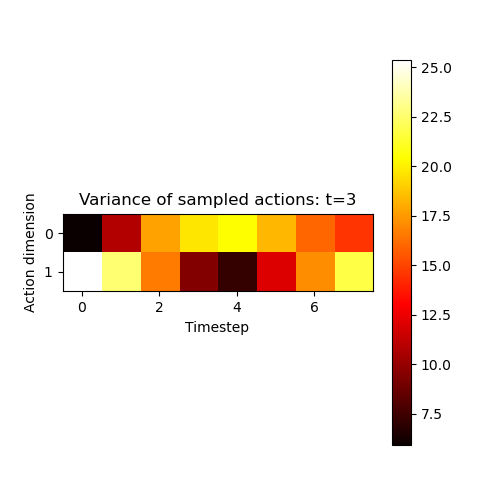 Variance of sampled actions: t=3
Action dimension
0
1
0 2 4 6
Timestep
25.0
22.5
20.0
17.5
15.0
12.5
10.0
7.5